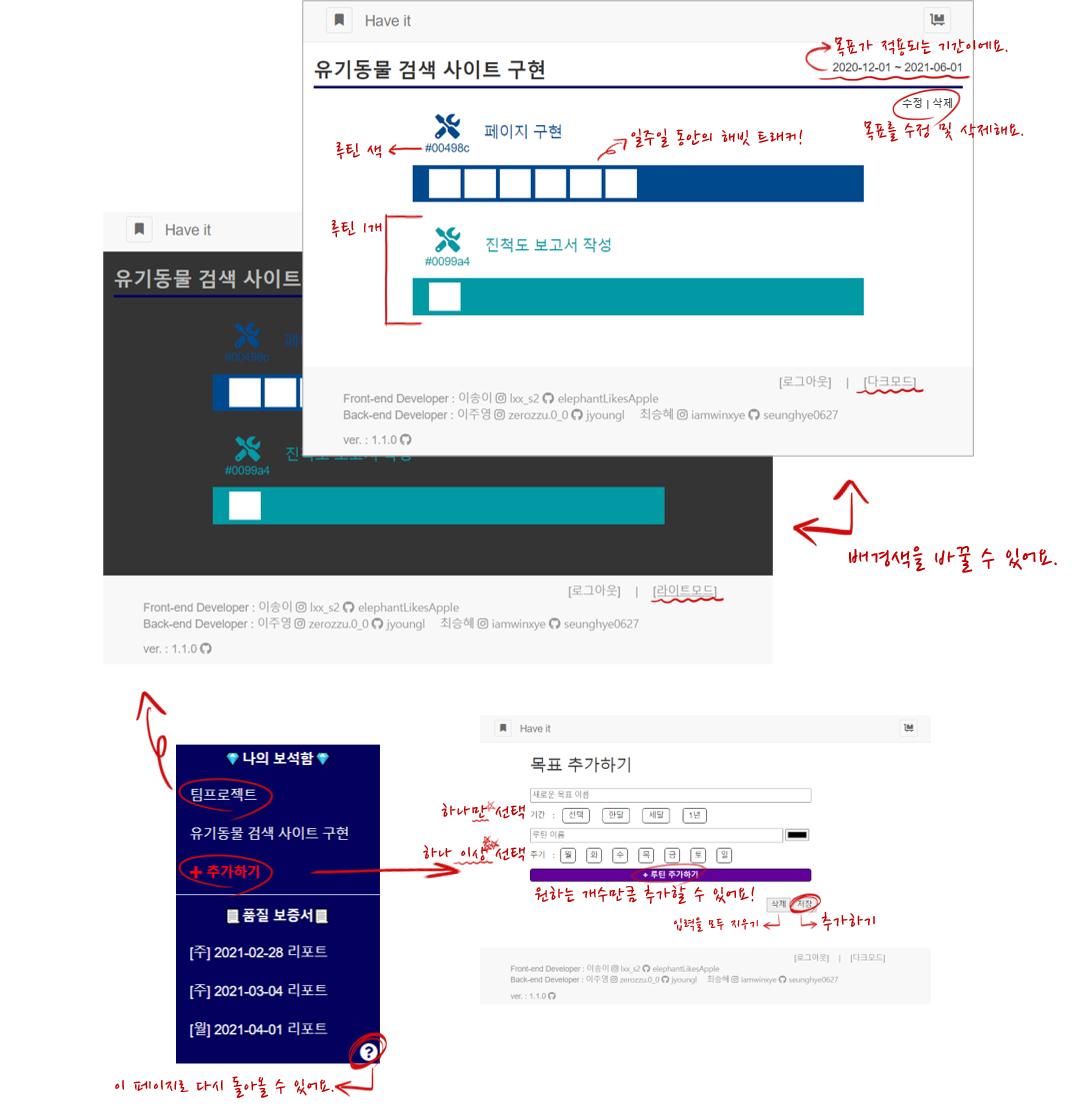 Have it
목표가 적용되는 기간이에요.
유기동물 검색 사이트 구현
2020-12-01 ~ 2021-06-01
수정 | 삭제
목표를 수정 및 삭제해요.
루틴 색
#00498c
페이지 구현
일주일 동안의 해빗 트래커!
루틴 1개
진척도 보고서 작성
#0099a4
[로그아웃] | [다크모드]
Front-end Developer : 이송이 lxx_s2 elephantLikesApple
Back-end Developer : 이주영 zerozzu.0_0 jyoungl 최승혜 iamwinxye seunghye0627
ver. : 1.1.0
Have it
유기동물 검색 사이트
#00498c
페
#0099a4
진척도 보고서 작성
배경색을 바꿀 수 있어요.
[로그아웃] | [라이트모드]
Front-end Developer : 이송이 lxx_s2 elephantLikesApple
Back-end Developer : 이주영 zerozzu.0_0 jyoungl 최승혜 iamwinxye seunghye0627
ver. : 1.1.0
나의 보석함
팀프로젝트
유기동물 검색 사이트 구현
+ 추가하기
품질 보증서
[주] 2021-02-28 리포트
[주] 2021-03-04 리포트
[월] 2021-04-01 리포트
?
이 페이지로 다시 돌아올 수 있어요.
Have it
목표 추가하기
새로운 목표 이름
하나만 선택
기간 : 선택 한달 세달 1년
루틴 이름
하나 이상 선택
주기 : 월 화 수 목 금 토 일
+ 루틴 추가하기
원하는 개수만큼 추가할 수 있어요!
삭제 저장
입력을 모두 지우기
추가하기
[로그아웃] | [다크모드]
Front-end Developer : 이송이 lxx_s2 elephantLikesApple
Back-end Developer : 이주영 zerozzu.0_0 jyoungl 최승혜 iamwinxye seunghye0627
ver. : 1.1.0